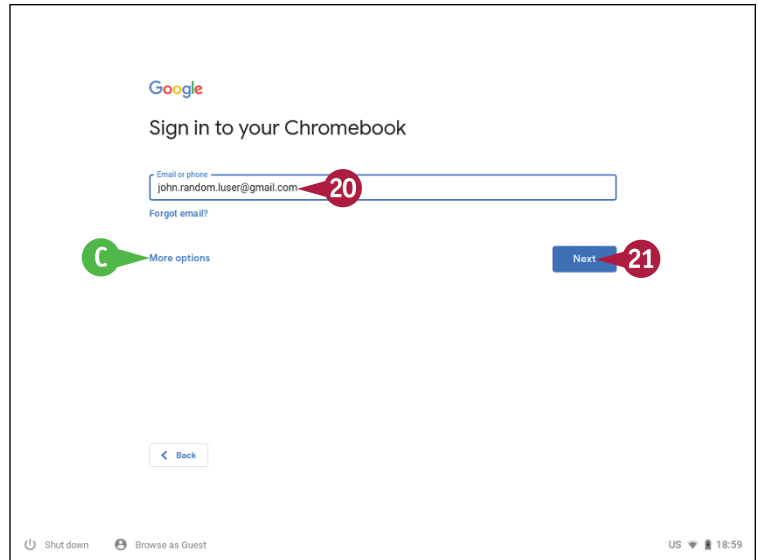 Google
Sign in to your Chromebook
Email or phone
john.random.luser@gmail.com 20
Forgot email?
C More options Next 21
Back
Shut down Browse as Guest US 18:59